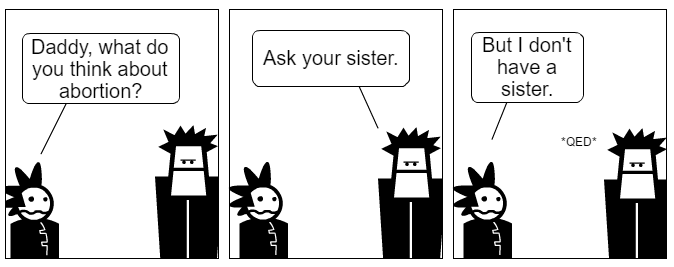 Daddy, what do
you think about
abortion?
Ask your sister.
But I don't
have a
sister.
*QED*